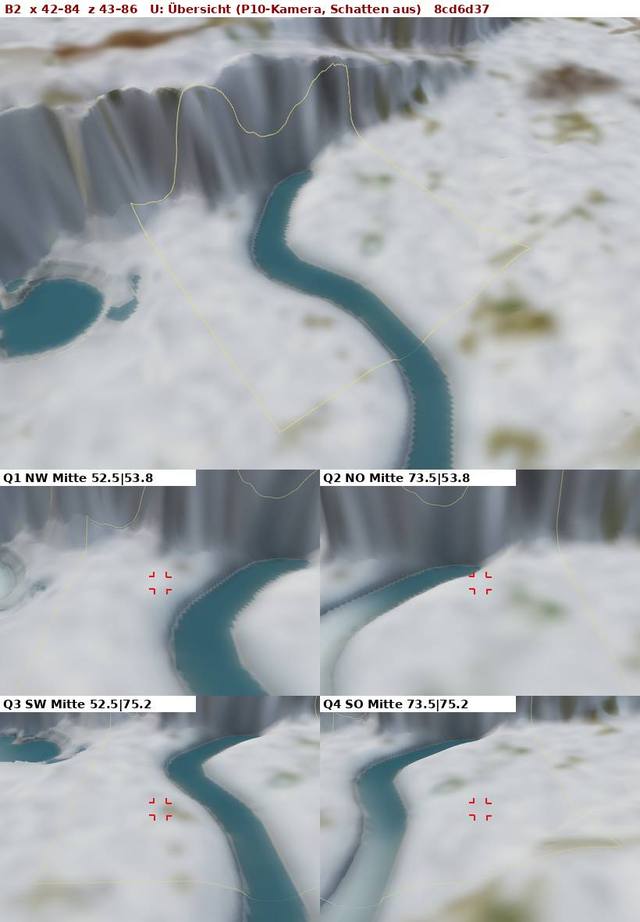 B2 x 42–84 z 43–86 U: Übersicht (P10-Kamera, Schatten aus) 8cd6d37
Q1 NW Mitte 52.5|53.8
Q2 NO Mitte 73.5|53.8
Q3 SW Mitte 52.5|75.2
Q4 SO Mitte 73.5|75.2